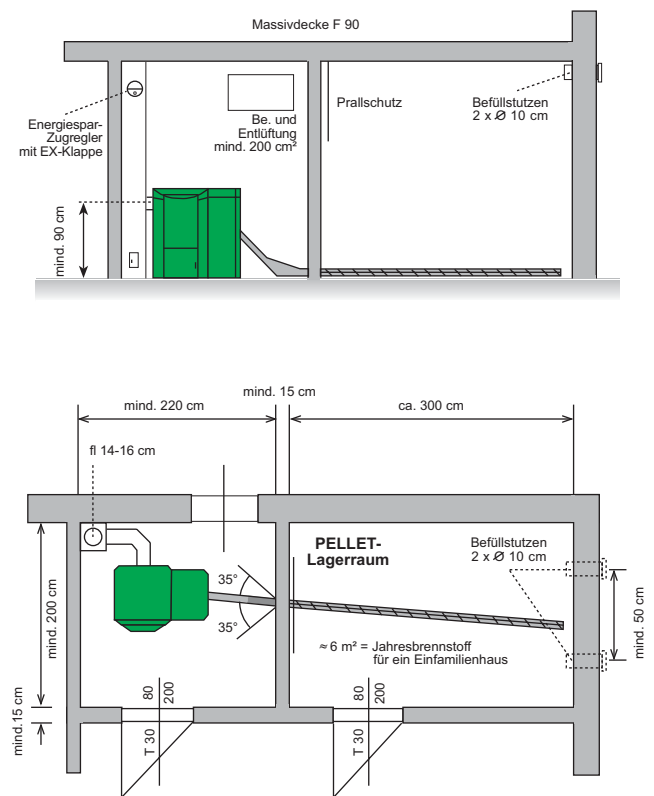 Massivdecke F 90
Energiespar-
Zugregler
mit EX-Klappe
Be. und
Entlüftung
mind. 200 cm²
Prallschutz
Befüllstutzen
2 x Ø 10 cm
mind. 90 cm
mind. 15 cm
mind. 220 cm
ca. 300 cm
fl 14-16 cm
PELLET-
Lagerraum
Befüllstutzen
2 x Ø 10 cm
35°
35°
mind. 200 cm
mind. 50 cm
≈ 6 m² = Jahresbrennstoff
für ein Einfamilienhaus
mind.15 cm
80
200
T 30
80
200
T 30